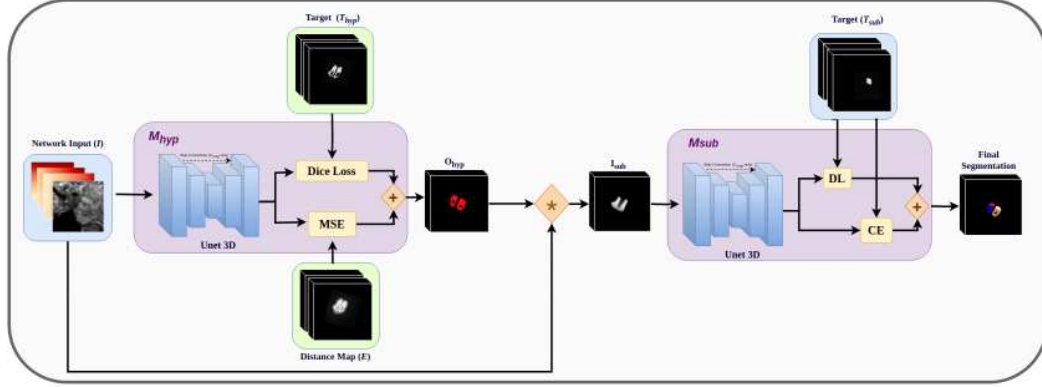 Target (T_hyp)
Target (T_sub)
Network Input (I)
M_hyp
Dice Loss
MSE
+
Unet 3D
O_hyp
*
I_sub
Msub
DL
CE
+
Unet 3D
Final
Segmentation
Distance Map (E)